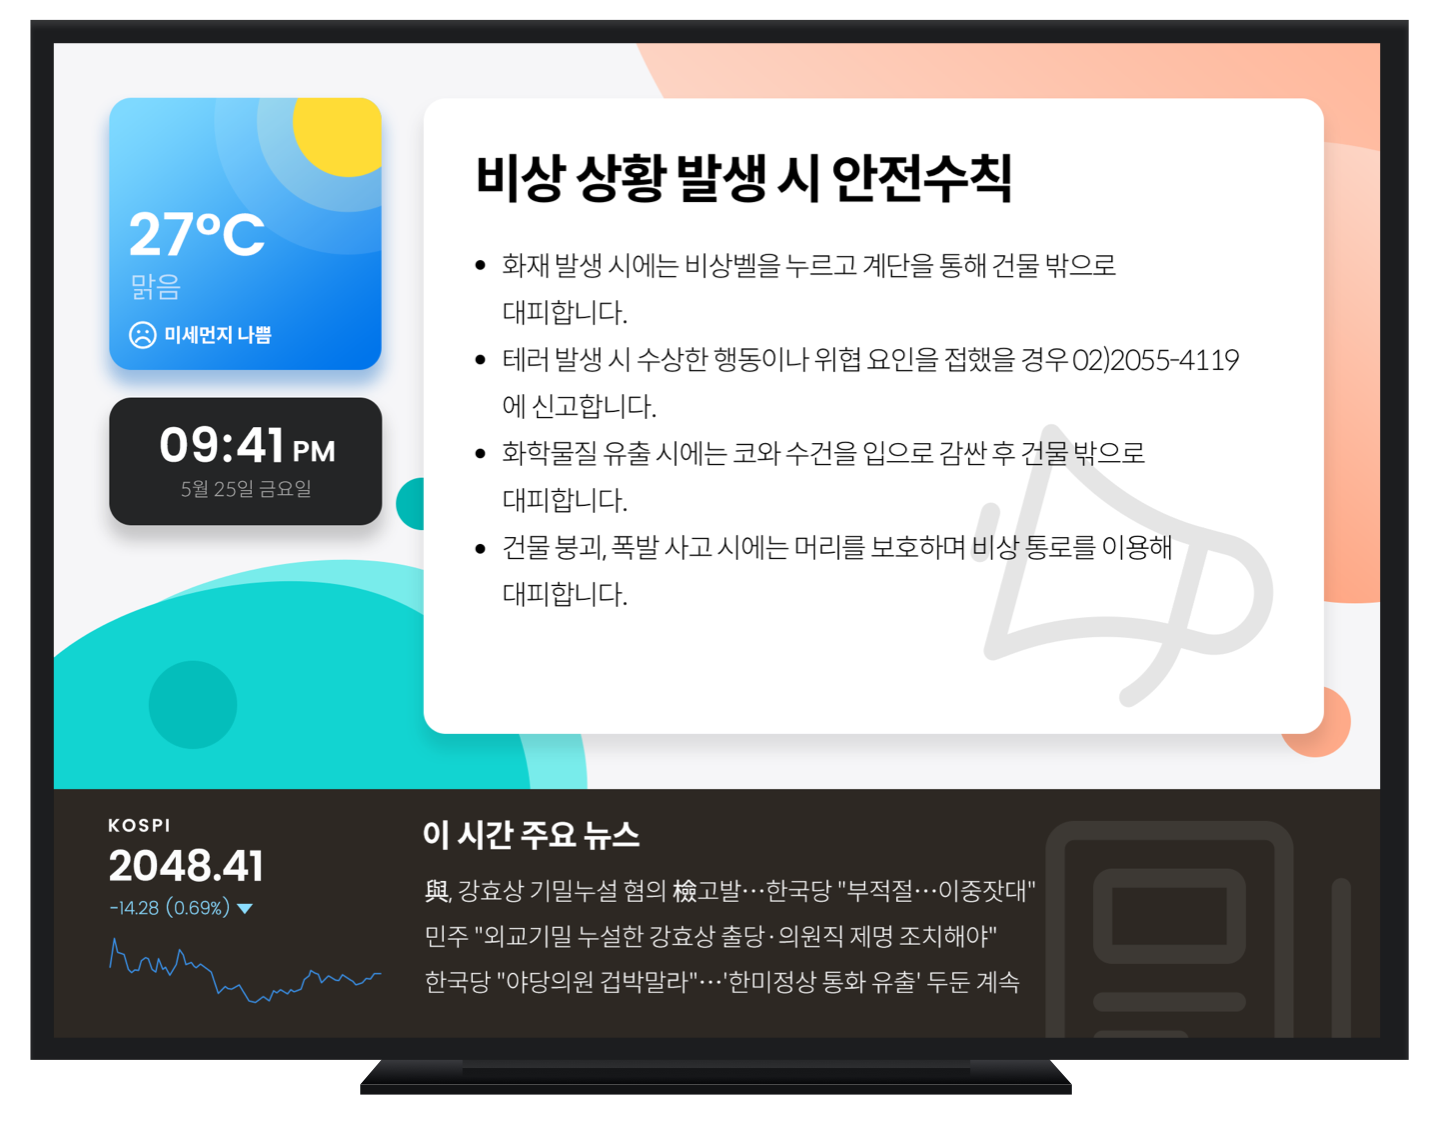 27°C
맑음
미세먼지 나쁨
09:41 PM
5월 25일 금요일
비상 상황 발생 시 안전수칙
• 화재 발생 시에는 비상벨을 누르고 계단을 통해 건물 밖으로
대피합니다.
• 테러 발생 시 수상한 행동이나 위협 요인을 접했을 경우 02)2055-4119
에 신고합니다.
• 화학물질 유출 시에는 코와 수건을 입으로 감싼 후 건물 밖으로
대피합니다.
• 건물 붕괴, 폭발 사고 시에는 머리를 보호하며 비상 통로를 이용해
대피합니다.
KOSPI
2048.41
-14.28 (0.69%) ▼
이 시간 주요 뉴스
與, 강효상 기밀누설 혐의 檢고발···한국당 "부적절···이중잣대"
민주 "외교기밀 누설한 강효상 출당·의원직 제명 조치해야"
한국당 "야당의원 겁박말라"···'한미정상 통화 유출' 두둔 계속